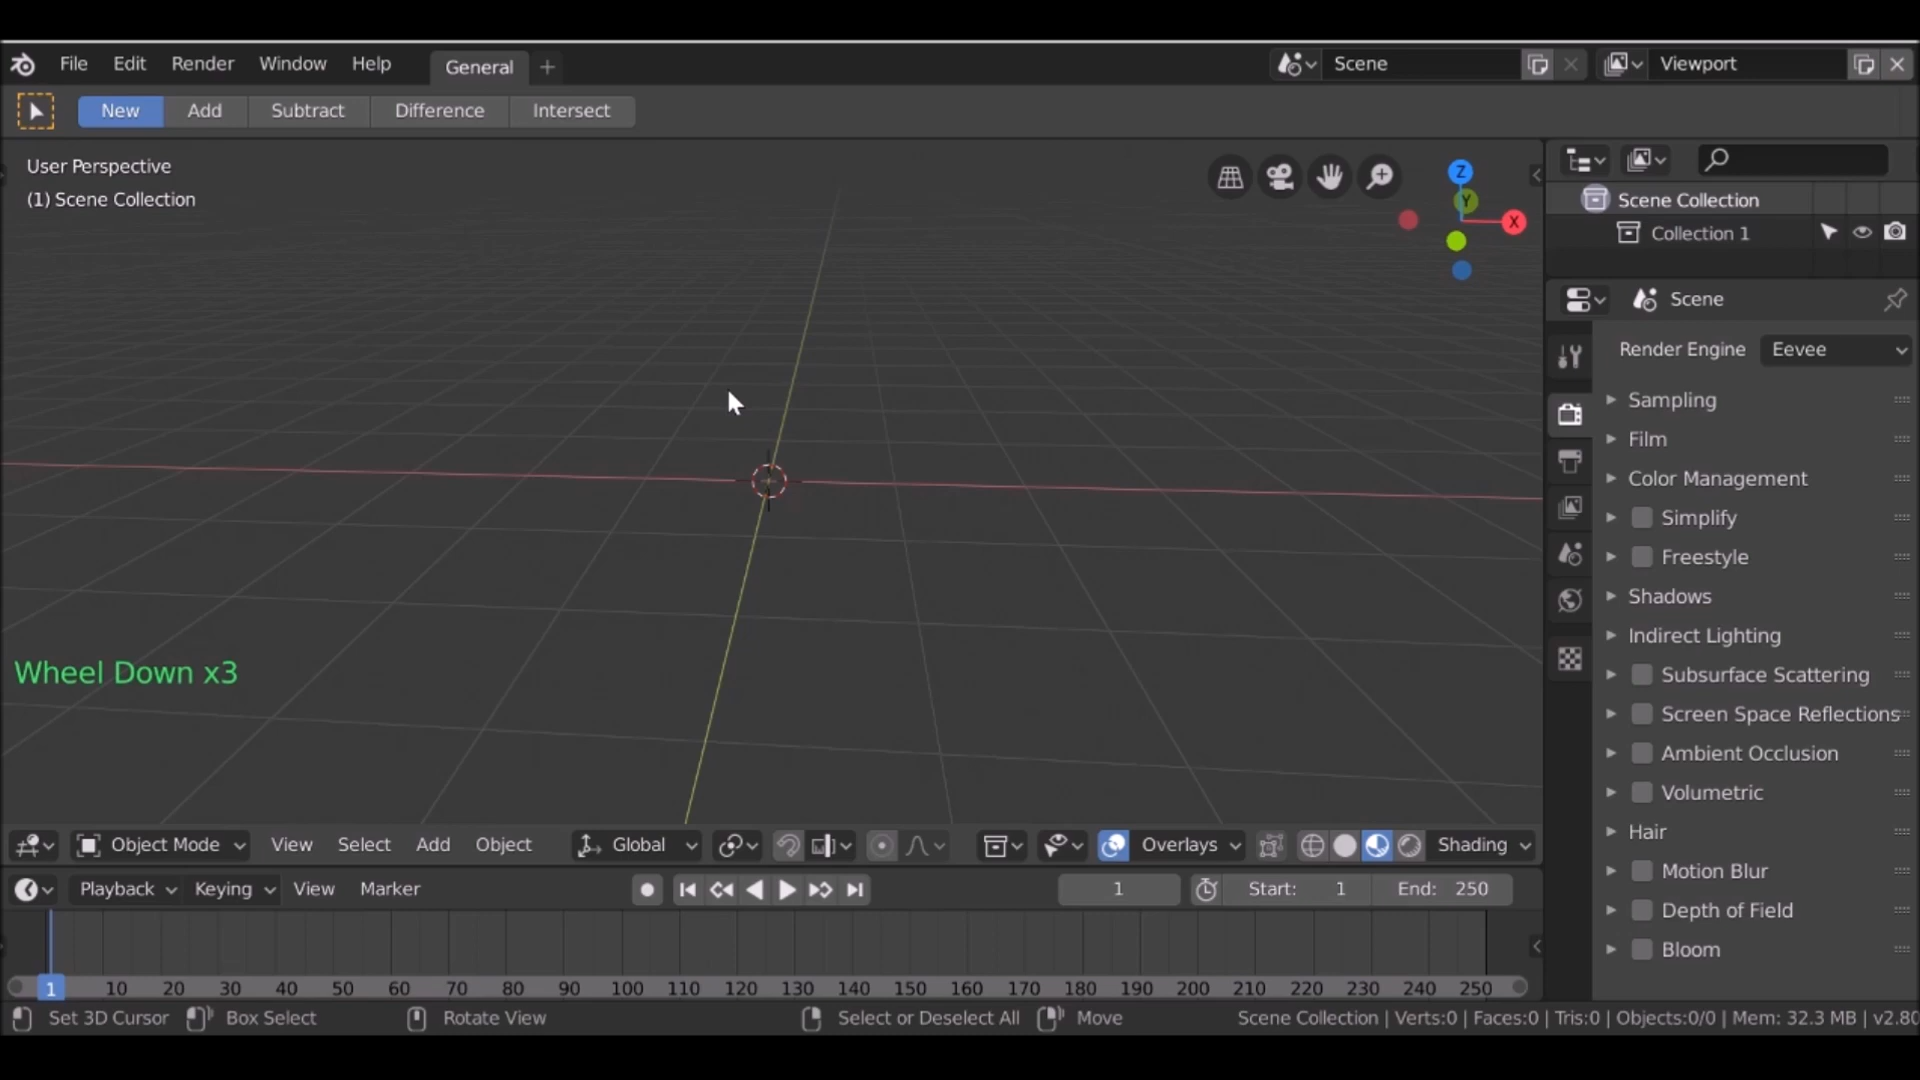 File Edit Render Window Help General + Scene Viewport
New Add Subtract Difference Intersect
User Perspective
(1) Scene Collection
Z
Y
X
Scene Collection
Collection 1
Scene
Render Engine Eevee
Sampling
Film
Color Management
Simplify
Freestyle
Shadows
Indirect Lighting
Subsurface Scattering
Screen Space Reflections
Ambient Occlusion
Volumetric
Hair
Motion Blur
Depth of Field
Bloom
Wheel Down x3
Object Mode View Select Add Object Global Overlays Shading
Playback Keying View Marker 1 Start: 1 End: 250
1 10 20 30 40 50 60 70 80 90 100 110 120 130 140 150 160 170 180 190 200 210 220 230 240 250
Set 3D Cursor Box Select Rotate View Select or Deselect All Move Scene Collection | Verts:0 | Faces:0 | Tris:0 | Objects:0/0 | Mem: 32.3 MB | v2.80